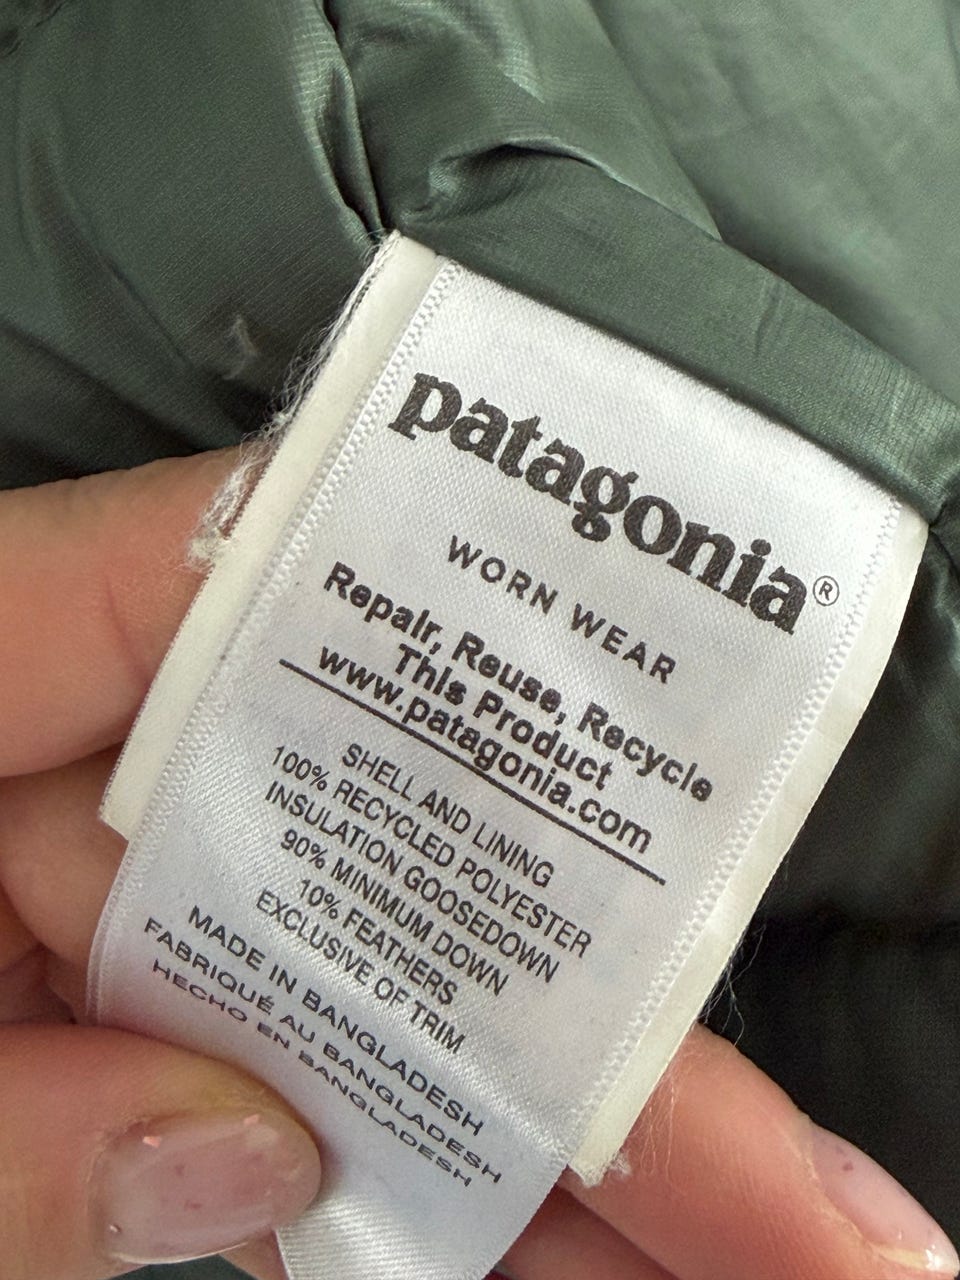 patagonia®
WORN WEAR
Repair, Reuse, Recycle
This Product
www.patagonia.com
SHELL AND LINING
100% RECYCLED POLYESTER
INSULATION GOOSEDOWN
90% MINIMUM DOWN
10% FEATHERS
EXCLUSIVE OF TRIM
MADE IN BANGLADESH
FABRIQUÉ AU BANGLADESH
HECHO EN BANGLADESH